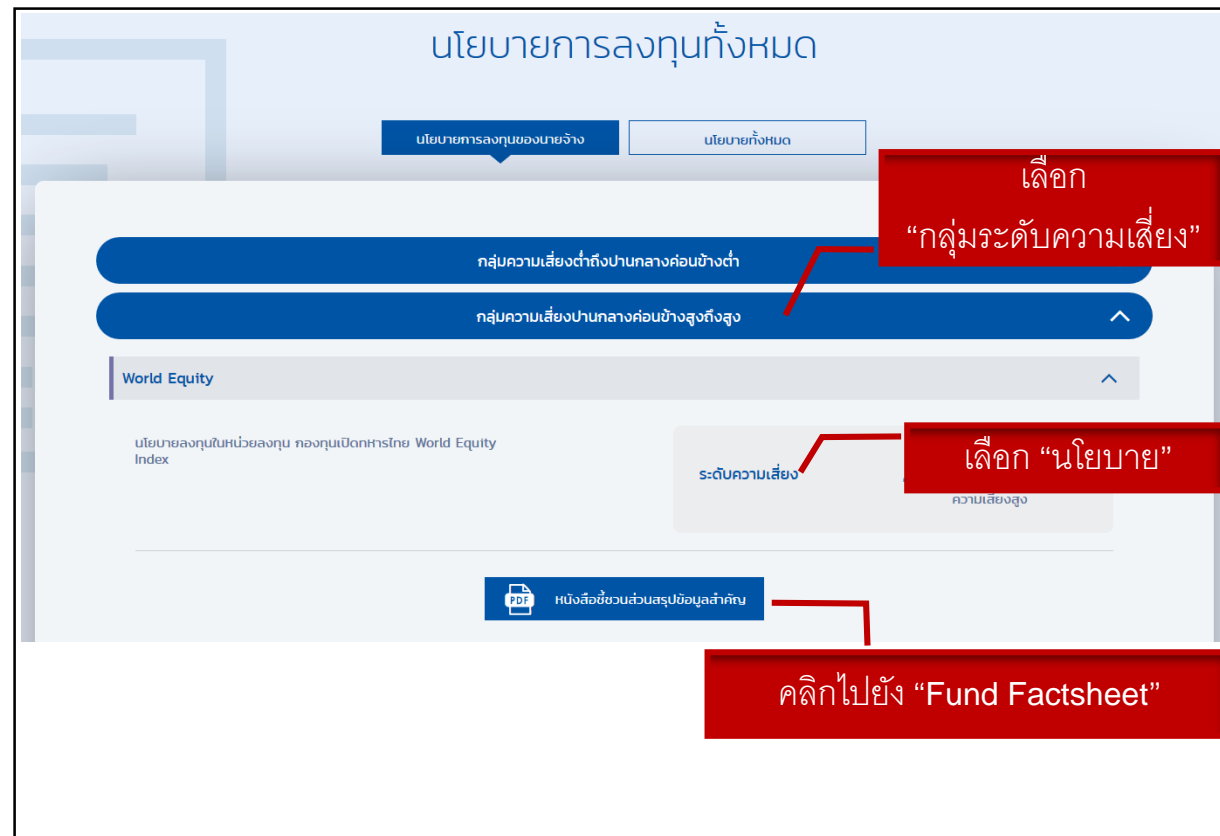 นโยบายการลงทุนทั้งหมด
นโยบายการลงทุนของนายจ้าง
นโยบายทั้งหมด
เลือก
“กลุ่มระดับความเสี่ยง”
กลุ่มความเสี่ยงต่ำถึงปานกลางค่อนข้างต่ำ
กลุ่มความเสี่ยงปานกลางค่อนข้างสูงถึงสูง
World Equity
นโยบายลงทุนในหน่วยลงทุน กองทุนเปิดทหารไทย World Equity
Index
เลือก “นโยบาย”
ระดับความเสี่ยง
ความเสี่ยงสูง
PDF หนังสือชี้ชวนส่วนสรุปข้อมูลสำคัญ
คลิกไปยัง “Fund Factsheet”